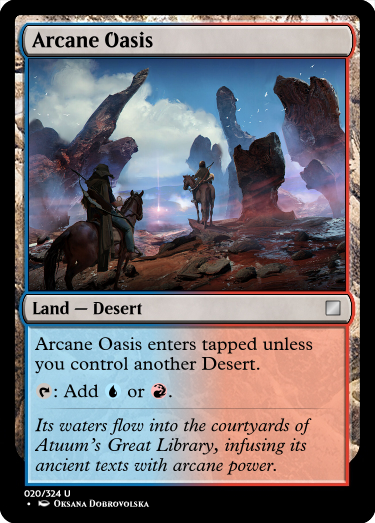 Arcane Oasis
Land — Desert
Arcane Oasis enters tapped unless
you control another Desert.
: Add or .
Its waters flow into the courtyards of
Atuum's Great Library, infusing its
ancient texts with arcane power.
020/324 U
• Oksana Dobrovolska